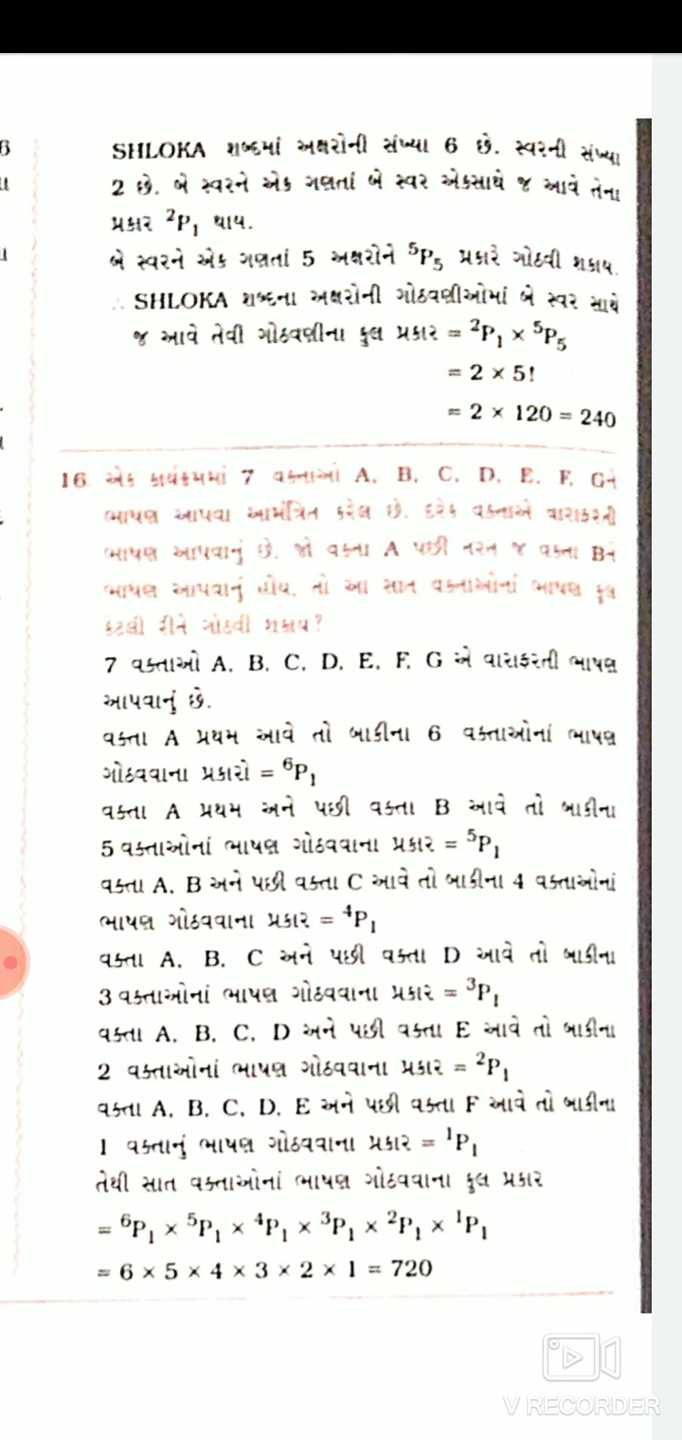 6
SHLOKA શબ્દમાં અક્ષરોની સંખ્યા 6 છે. સ્વરની સંખ્યા
2 છે. બે સ્વરને એક ગણતાં બે સ્વર એકસાથે જ આવે તેના
પ્રકાર ²P₁ થાય.
બે સ્વરને એક ગણતાં 5 અક્ષરોને ⁵P₅ પ્રકારે ગોઠવી શકાય.
∴ SHLOKA શબ્દના અક્ષરોની ગોઠવણીઓમાં બે સ્વર સાથે
જ આવે તેવી ગોઠવણીના કુલ પ્રકાર = ²P₁ × ⁵P₅
= 2 × 5!
= 2 × 120 = 240
16. એક કાર્યક્રમમાં 7 વક્તાઓ A, B, C, D, E, F, Gને
ભાષણ આપવા આમંત્રિત કરેલ છે. દરેક વક્તાએ વારાફરતી
ભાષણ આપવાનું છે. જો વક્તા A પછી તરત જ વક્તા Bને
ભાષણ આપવાનું હોય, તો આ સાત વક્તાઓનાં ભાષણ કુલ
કેટલી રીતે ગોઠવી શકાય?
7 વક્તાઓ A, B, C, D, E, F, G એ વારાફરતી ભાષણ
આપવાનું છે.
વક્તા A પ્રથમ આવે તો બાકીના 6 વક્તાઓનાં ભાષણ
ગોઠવવાના પ્રકારો = ⁶P₁
વક્તા A પ્રથમ અને પછી વક્તા B આવે તો બાકીના
5 વક્તાઓનાં ભાષણ ગોઠવવાના પ્રકાર = ⁵P₁
વક્તા A, B અને પછી વક્તા C આવે તો બાકીના 4 વક્તાઓનાં
ભાષણ ગોઠવવાના પ્રકાર = ⁴P₁
વક્તા A, B, C અને પછી વક્તા D આવે તો બાકીના
3 વક્તાઓનાં ભાષણ ગોઠવવાના પ્રકાર = ³P₁
વક્તા A, B, C, D અને પછી વક્તા E આવે તો બાકીના
2 વક્તાઓનાં ભાષણ ગોઠવવાના પ્રકાર = ²P₁
વક્તા A, B, C, D, E અને પછી વક્તા F આવે તો બાકીના
1 વક્તાનું ભાષણ ગોઠવવાના પ્રકાર = ¹P₁
તેથી સાત વક્તાઓનાં ભાષણ ગોઠવવાના કુલ પ્રકાર
= ⁶P₁ × ⁵P₁ × ⁴P₁ × ³P₁ × ²P₁ × ¹P₁
= 6 × 5 × 4 × 3 × 2 × 1 = 720
V RECORDER